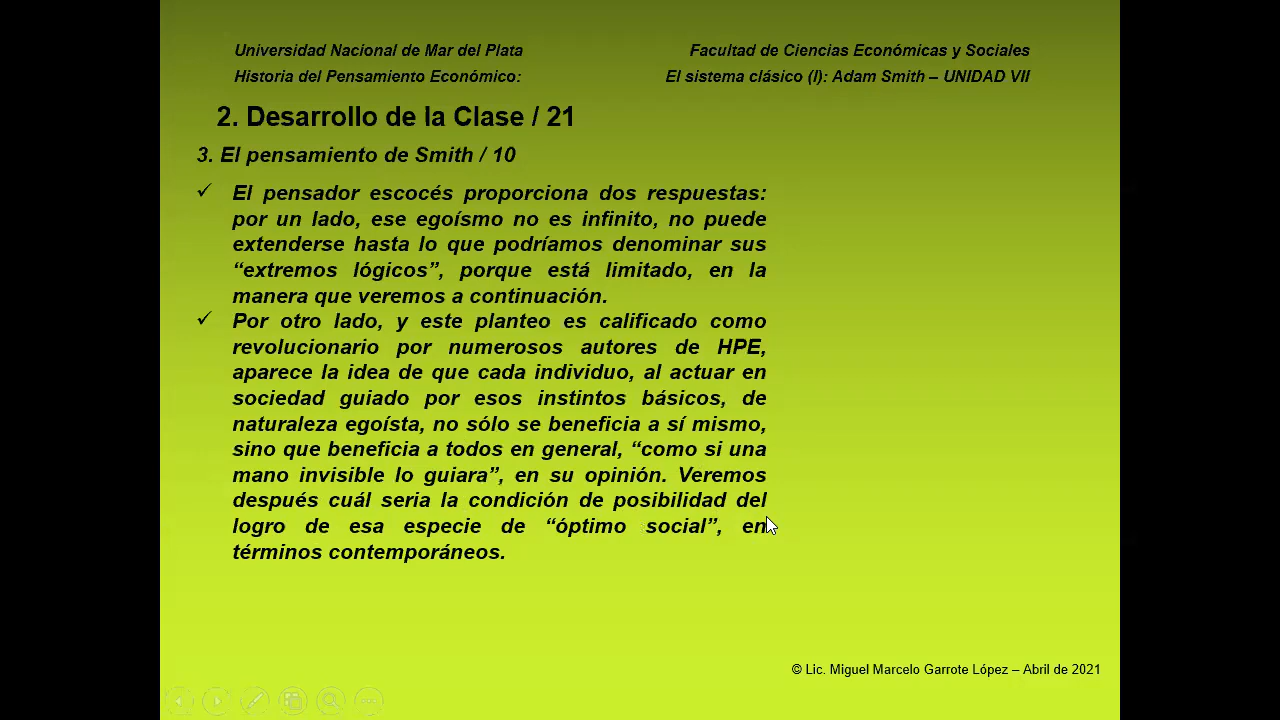 Universidad Nacional de Mar del Plata Facultad de Ciencias Económicas y Sociales
Historia del Pensamiento Económico: El sistema clásico (I): Adam Smith – UNIDAD VII
2. Desarrollo de la Clase / 21
3. El pensamiento de Smith / 10
✓ El pensador escocés proporciona dos respuestas:
por un lado, ese egoísmo no es infinito, no puede
extenderse hasta lo que podríamos denominar sus
“extremos lógicos”, porque está limitado, en la
manera que veremos a continuación.
✓ Por otro lado, y este planteo es calificado como
revolucionario por numerosos autores de HPE,
aparece la idea de que cada individuo, al actuar en
sociedad guiado por esos instintos básicos, de
naturaleza egoísta, no sólo se beneficia a sí mismo,
sino que beneficia a todos en general, “como si una
mano invisible lo guiara”, en su opinión. Veremos
después cuál seria la condición de posibilidad del
logro de esa especie de “óptimo social”, en
términos contemporáneos.
© Lic. Miguel Marcelo Garrote López – Abril de 2021